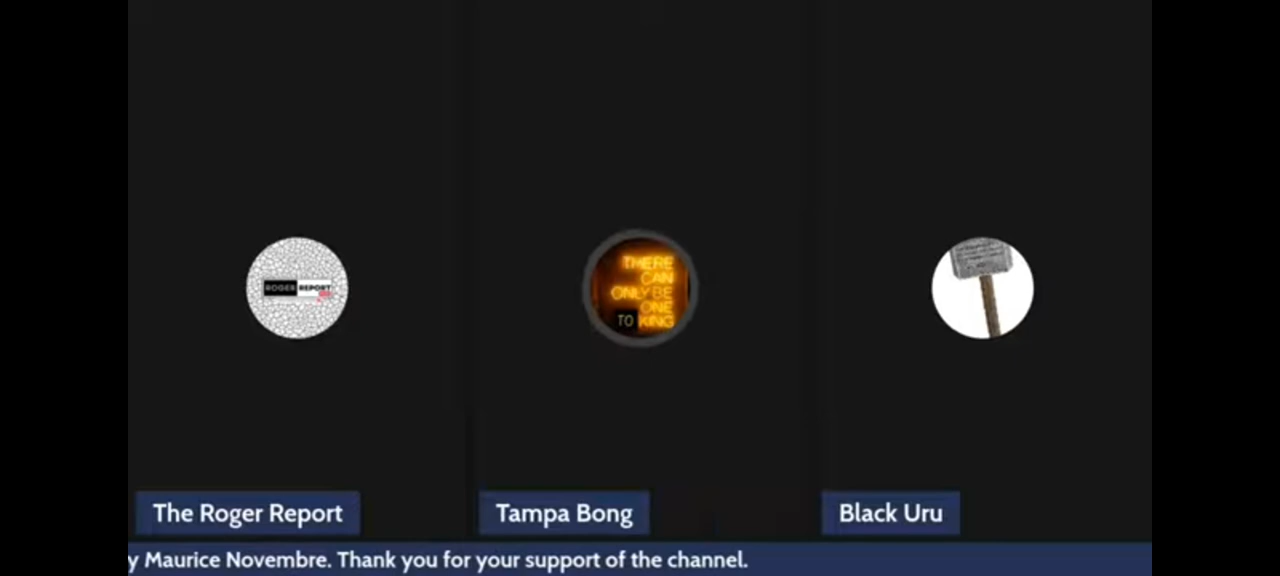 ROGER REPORT
THERE
CAN
ONLY BE
ONE
TO KING
The Roger Report
Tampa Bong
Black Uru
y Maurice Novembre. Thank you for your support of the channel.